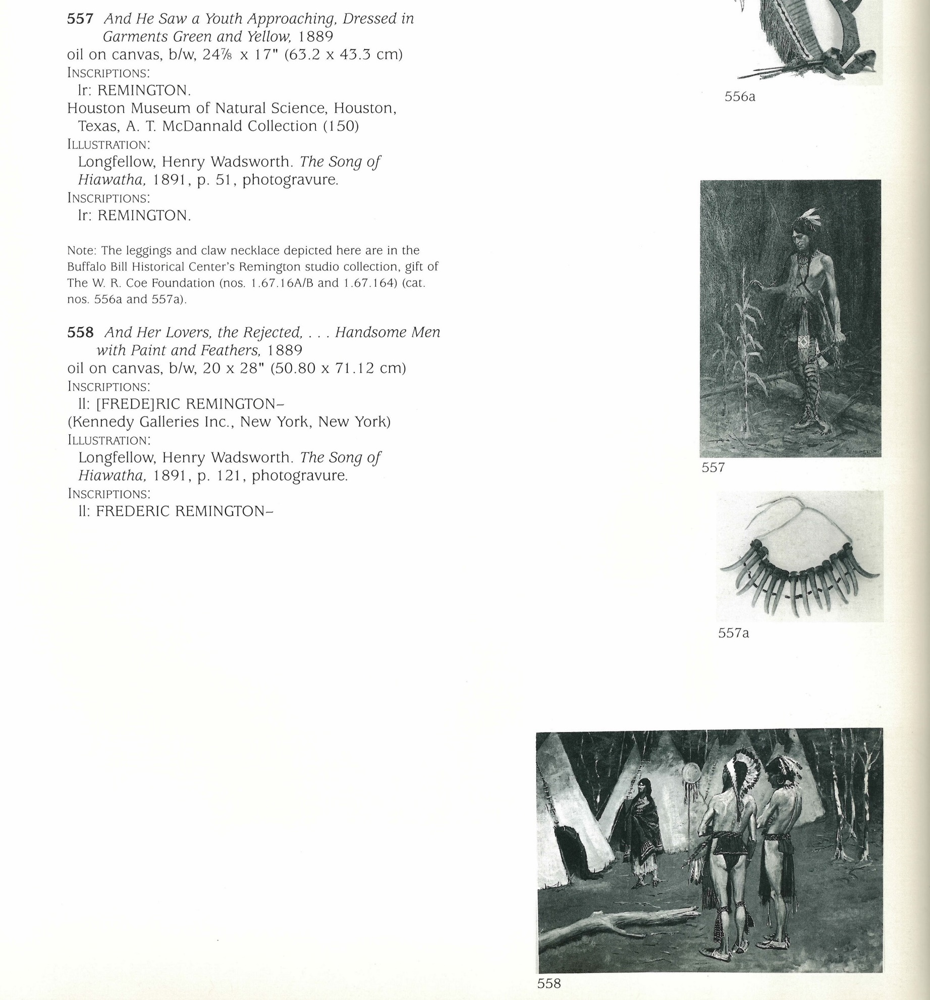 557 And He Saw a Youth Approaching, Dressed in
Garments Green and Yellow, 1889
oil on canvas, b/w, 24⅞ x 17" (63.2 x 43.3 cm)
INSCRIPTIONS:
lr: REMINGTON.
Houston Museum of Natural Science, Houston,
Texas, A. T. McDannald Collection (150)
ILLUSTRATION:
Longfellow, Henry Wadsworth. The Song of
Hiawatha, 1891, p. 51, photogravure.
INSCRIPTIONS:
lr: REMINGTON.
Note: The leggings and claw necklace depicted here are in the
Buffalo Bill Historical Center's Remington studio collection, gift of
The W. R. Coe Foundation (nos. 1.67.16A/B and 1.67.164) (cat.
nos. 556a and 557a).
558 And Her Lovers, the Rejected, . . . Handsome Men
with Paint and Feathers, 1889
oil on canvas, b/w, 20 x 28" (50.80 x 71.12 cm)
INSCRIPTIONS:
ll: [FREDE]RIC REMINGTON–
(Kennedy Galleries Inc., New York, New York)
ILLUSTRATION:
Longfellow, Henry Wadsworth. The Song of
Hiawatha, 1891, p. 121, photogravure.
INSCRIPTIONS:
ll: FREDERIC REMINGTON–
556a
REMINGTON.
557
557a
558